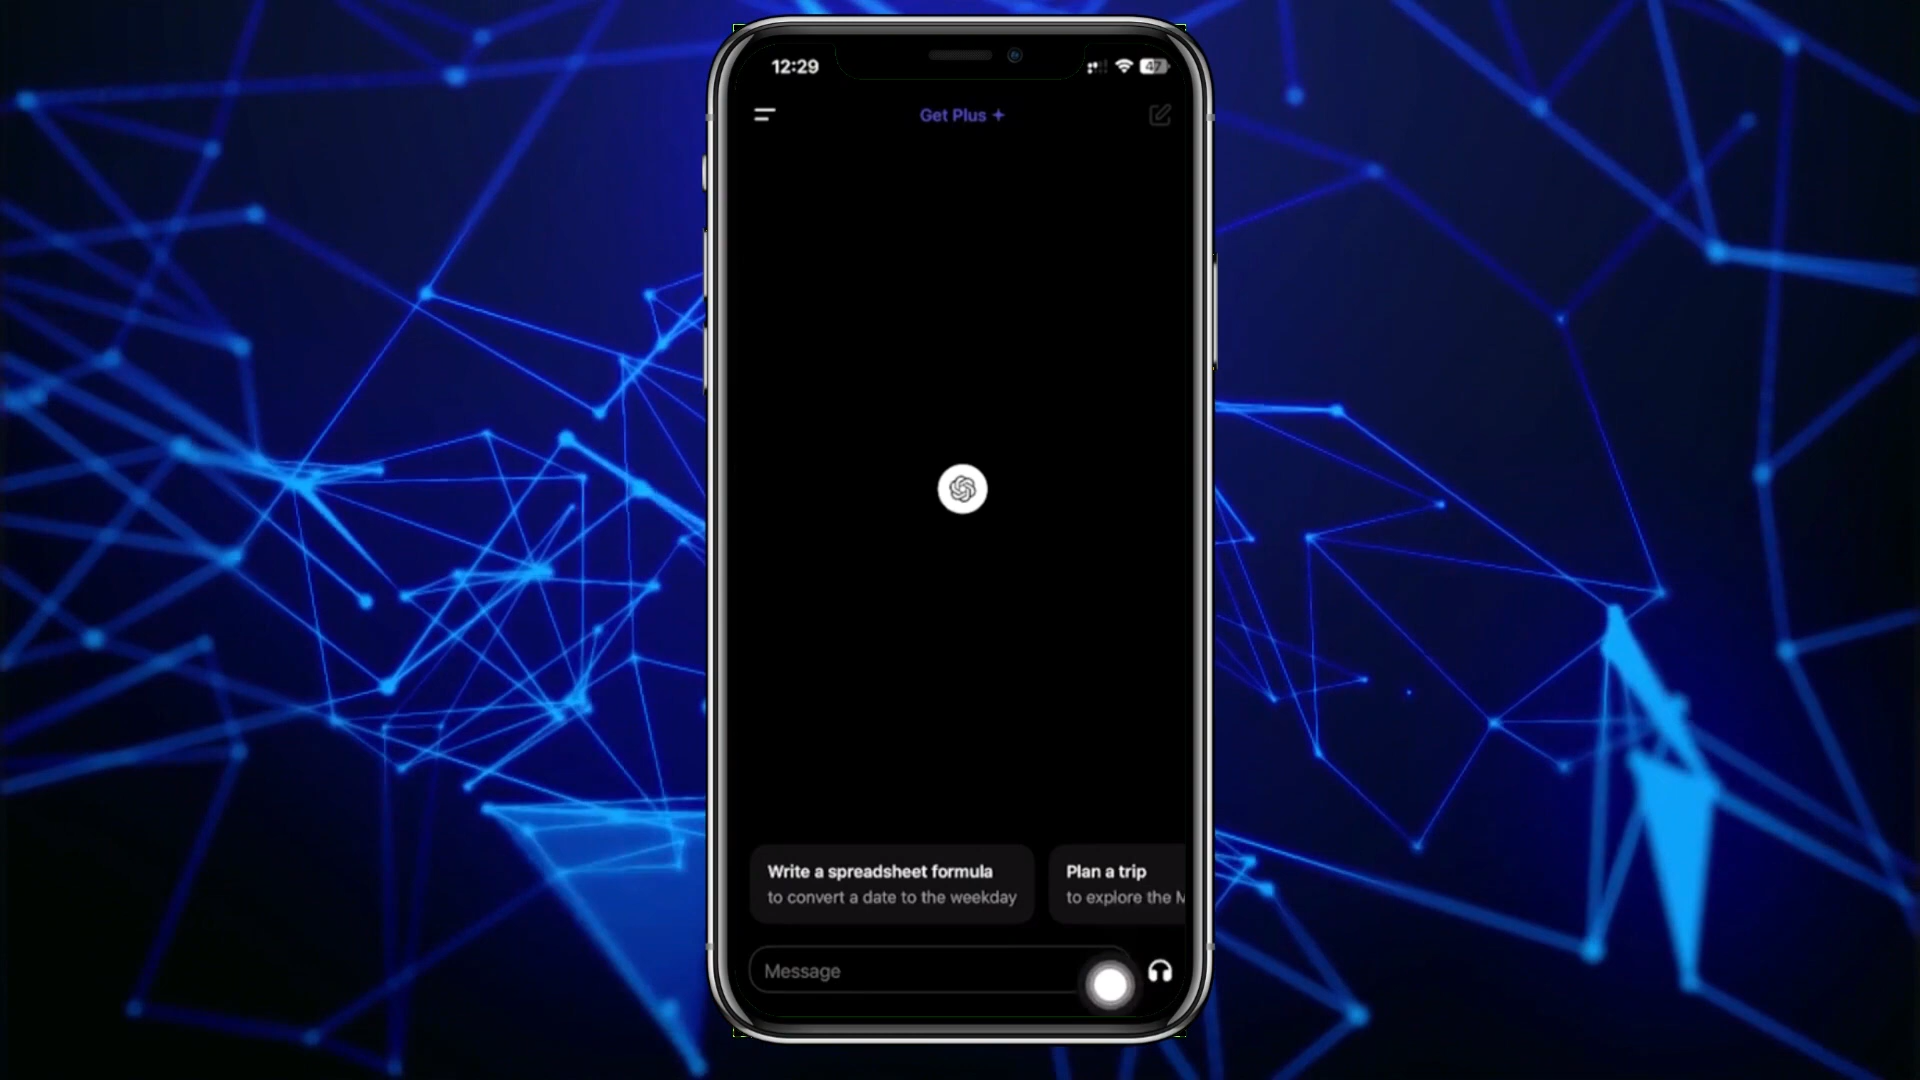 12:29
47
Get Plus +
Write a spreadsheet formula
to convert a date to the weekday
Plan a trip
to explore the M
Message